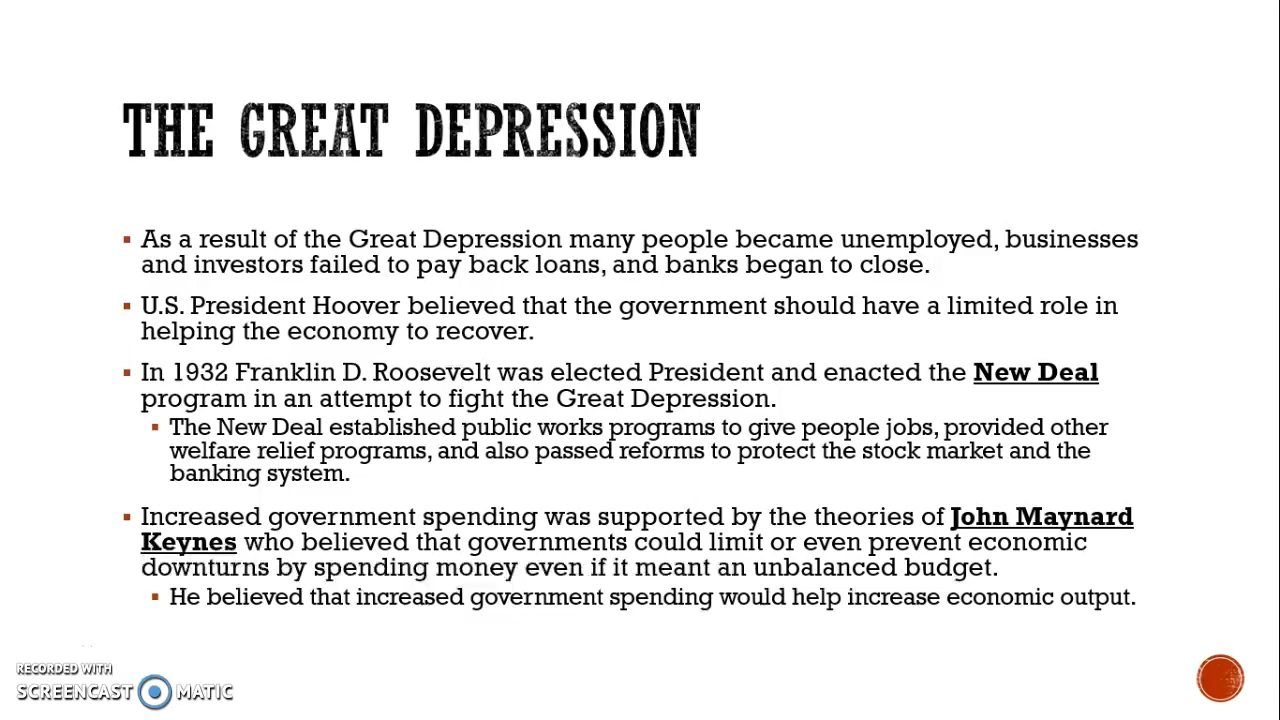 THE GREAT DEPRESSION
▪ As a result of the Great Depression many people became unemployed, businesses
and investors failed to pay back loans, and banks began to close.
▪ U.S. President Hoover believed that the government should have a limited role in
helping the economy to recover.
▪ In 1932 Franklin D. Roosevelt was elected President and enacted the New Deal
program in an attempt to fight the Great Depression.
▪ The New Deal established public works programs to give people jobs, provided other
welfare relief programs, and also passed reforms to protect the stock market and the
banking system.
▪ Increased government spending was supported by the theories of John Maynard
Keynes who believed that governments could limit or even prevent economic
downturns by spending money even if it meant an unbalanced budget.
▪ He believed that increased government spending would help increase economic output.
RECORDED WITH
SCREENCAST MATIC